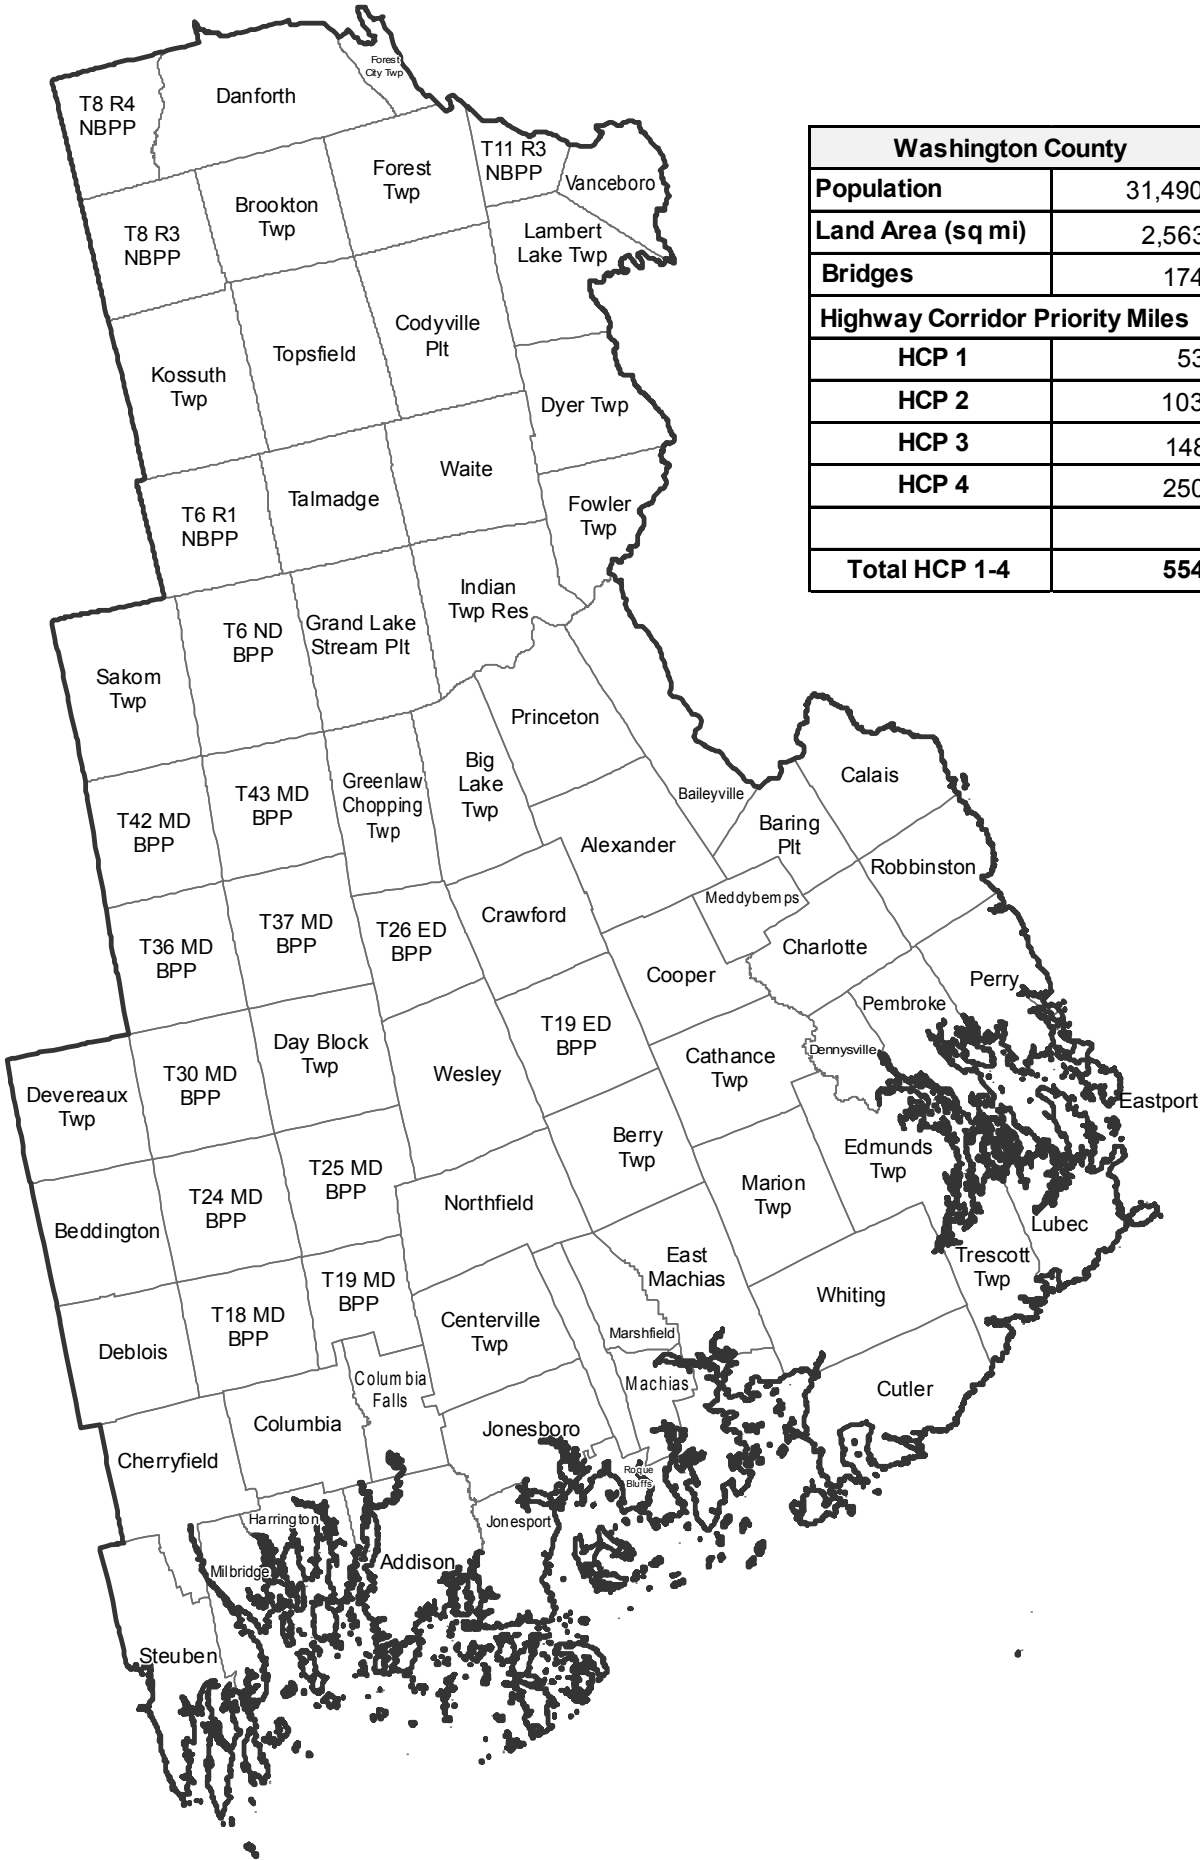 Forest
City Twp
Danforth
T8 R4
NBPP
Forest
Twp
T11 R3
NBPP
Vanceboro
Brookton
Twp
T8 R3
NBPP
Lambert
Lake Twp
Codyville
Plt
Topsfield
Kossuth
Twp
Dyer Twp
Waite
Talmadge
T6 R1
NBPP
Fowler
Twp
Indian
Twp Res
Grand Lake
Stream Plt
T6 ND
BPP
Sakom
Twp
Princeton
Big
Lake
Twp
Greenlaw
Chopping
Twp
T43 MD
BPP
T42 MD
BPP
Baileyville
Calais
Baring
Plt
Alexander
Robbinston
Meddybemps
Crawford
T26 ED
BPP
T37 MD
BPP
T36 MD
BPP
Charlotte
Cooper
Perry
Pembroke
Dennysville
T19 ED
BPP
Cathance
Twp
Day Block
Twp
Wesley
T30 MD
BPP
Devereaux
Twp
Eastport
Berry
Twp
Edmunds
Twp
Marion
Twp
T25 MD
BPP
Northfield
T24 MD
BPP
Beddington
Lubec
Trescott
Twp
East
Machias
Whiting
T19 MD
BPP
T18 MD
BPP
Centerville
Twp
Marshfield
Deblois
Columbia
Falls
Machias
Cutler
Columbia
Jonesboro
Cherryfield
Roque
Bluffs
Harrington
Jonesport
Milbridge
Addison
Steuben
Washington County
Population 31,490
Land Area (sq mi) 2,563
Bridges 174
Highway Corridor Priority Miles
HCP 1 53
HCP 2 103
HCP 3 148
HCP 4 250
Total HCP 1-4 554